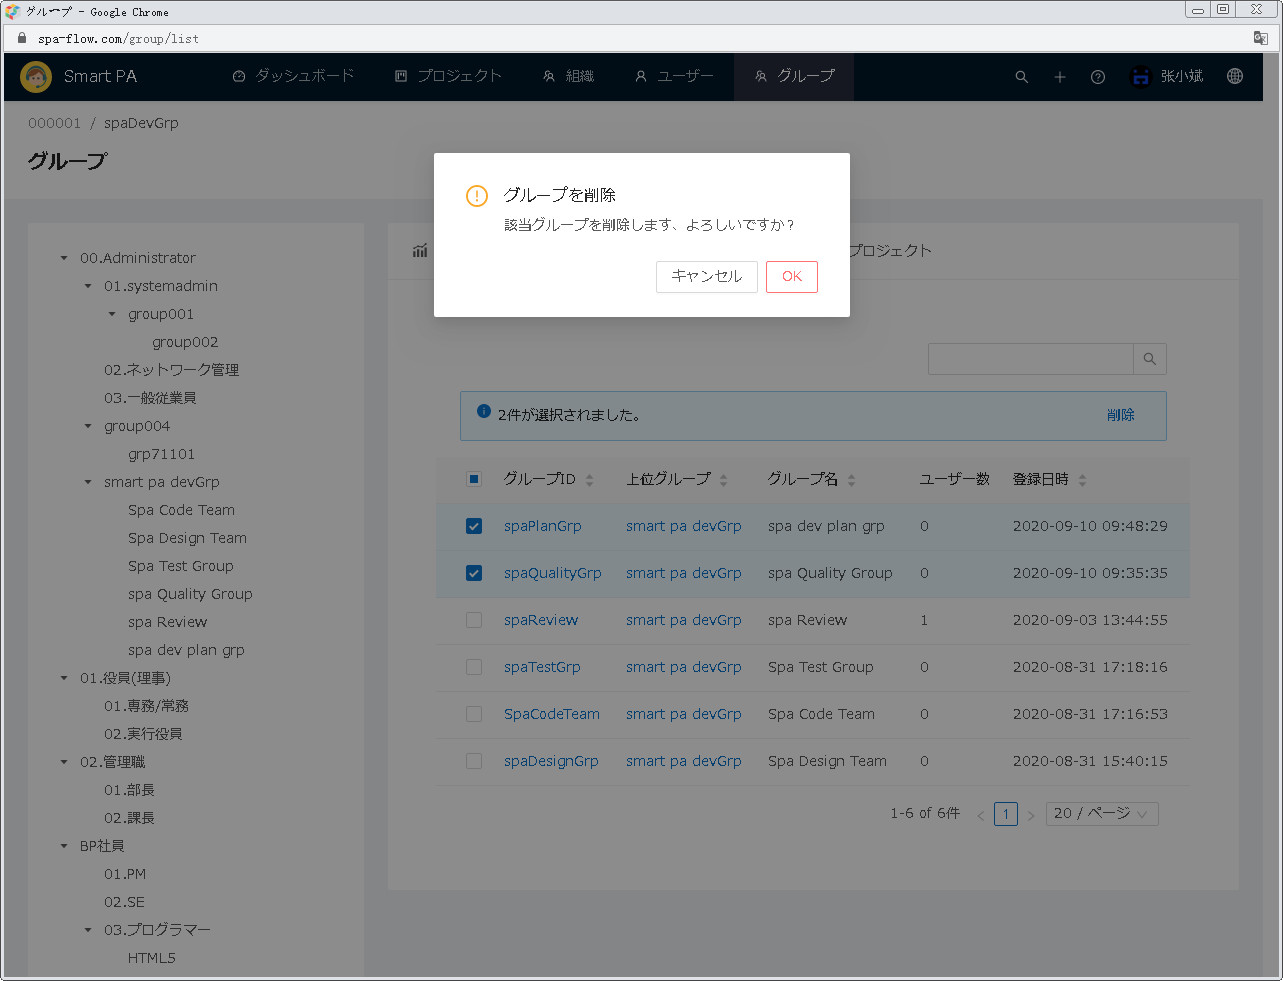 グループ - Google Chrome
spa-flow.com/group/list
Smart PA
ダッシュボード
プロジェクト
組織
ユーザー
グループ
张小斌
000001 / spaDevGrp
グループ
グループを削除
該当グループを削除します、よろしいですか？
キャンセル
OK
00.Administrator
01.systemadmin
group001
group002
02.ネットワーク管理
03.一般従業員
group004
grp71101
smart pa devGrp
Spa Code Team
Spa Design Team
Spa Test Group
spa Quality Group
spa Review
spa dev plan grp
01.役員(理事)
01.専務/常務
02.実行役員
02.管理職
01.部長
02.課長
BP社員
01.PM
02.SE
03.プログラマー
HTML5
プロジェクト
2件が選択されました。 削除
グループID 上位グループ グループ名 ユーザー数 登録日時
spaPlanGrp smart pa devGrp spa dev plan grp 0 2020-09-10 09:48:29
spaQualityGrp smart pa devGrp spa Quality Group 0 2020-09-10 09:35:35
spaReview smart pa devGrp spa Review 1 2020-09-03 13:44:55
spaTestGrp smart pa devGrp Spa Test Group 0 2020-08-31 17:18:16
SpaCodeTeam smart pa devGrp Spa Code Team 0 2020-08-31 17:16:53
spaDesignGrp smart pa devGrp Spa Design Team 0 2020-08-31 15:40:15
1-6 of 6件 < 1 > 20 / ページ